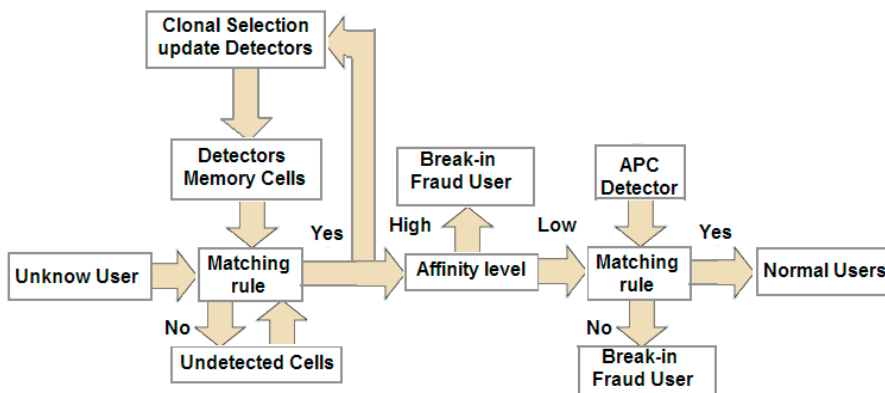 Clonal Selection
update Detectors
Detectors
Memory Cells
Break-in
Fraud User
APC
Detector
Yes
High
Low
Yes
Unknow User
Matching
rule
Affinity level
Matching
rule
Normal Users
No
No
Undetected Cells
Break-in
Fraud User